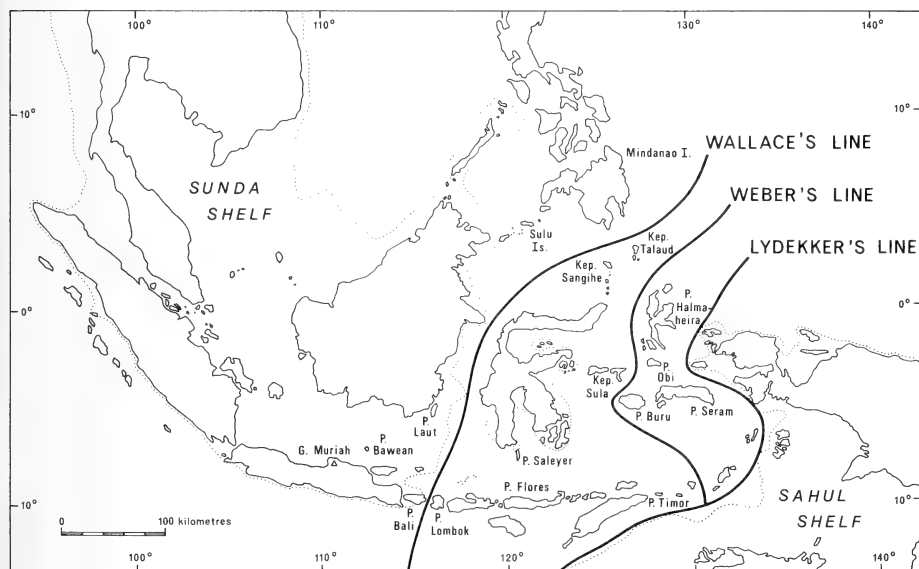 100°
110°
120°
130°
140°
10°
10°
WALLACE'S LINE
Mindanao I.
WEBER'S LINE
SUNDA
SHELF
Sulu
Is.
Kep.
Talaud
LYDEKKER'S LINE
Kep.
Sangihe
P.
Halma-
heira
0°
0°
P.
Obi
Kep.
Sula
P. Buru
P. Seram
P.
Laut
P.
Bawean
G. Muriah
P. Saleyer
P. Flores
10°
10°
P. Timor
SAHUL
SHELF
P.
Bali
P.
Lombok
0 100 kilometres
100°
110°
120°
130°
140°